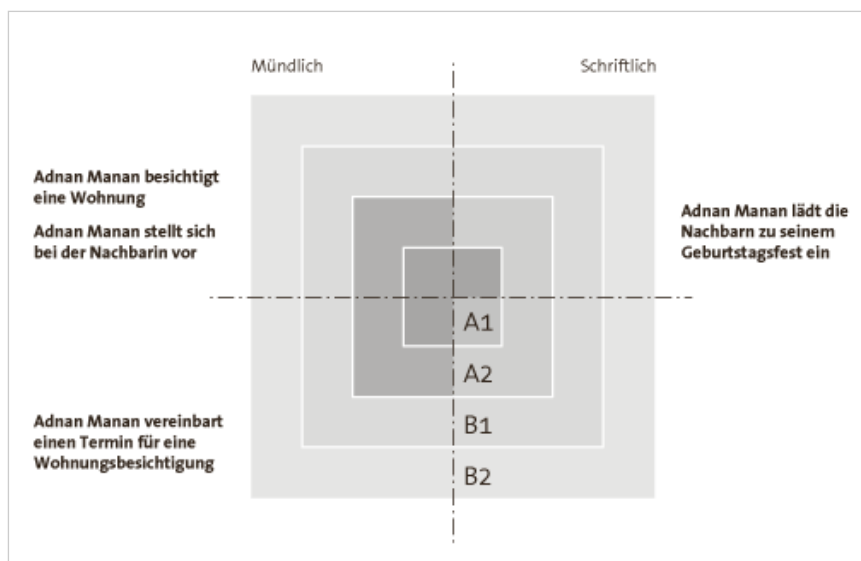 Mündlich
Schriftlich
Adnan Manan besichtigt
eine Wohnung
Adnan Manan stellt sich
bei der Nachbarin vor
Adnan Manan lädt die
Nachbarn zu seinem
Geburtstagsfest ein
A1
A2
B1
B2
Adnan Manan vereinbart
einen Termin für eine
Wohnungsbesichtigung